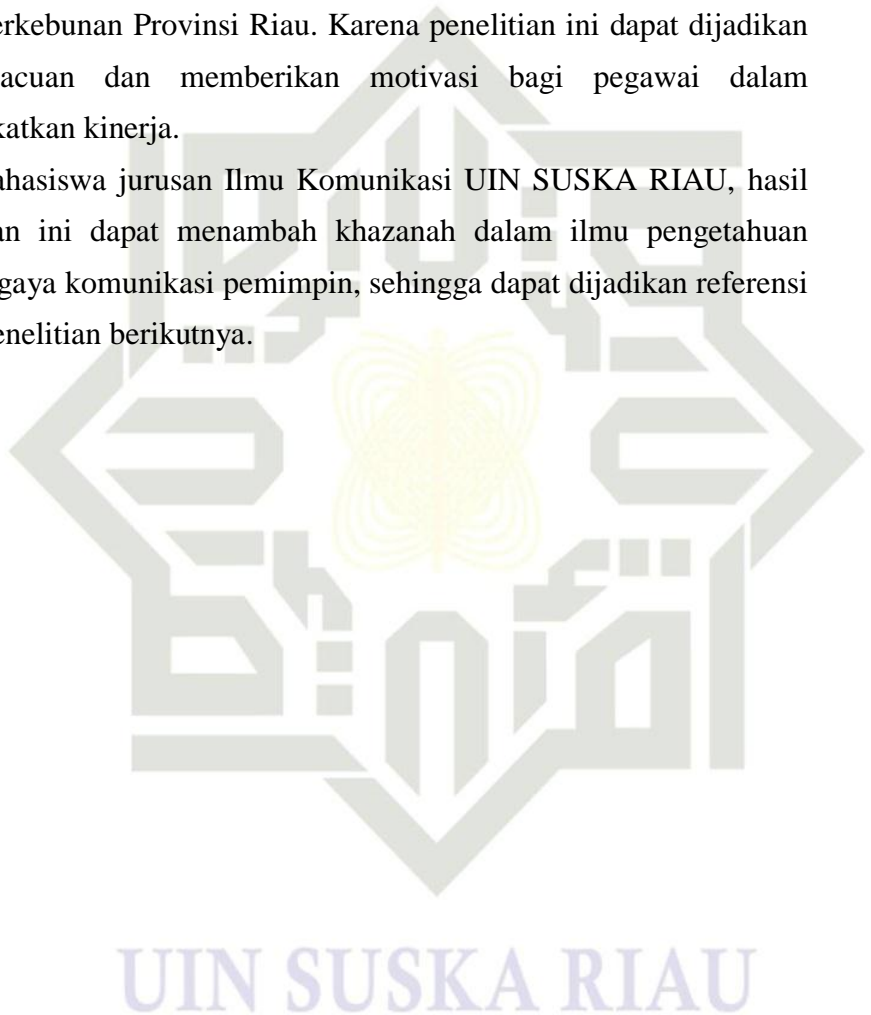 erkebunan Provinsi Riau. Karena penelitian ini dapat dijadikan
acuan dan memberikan motivasi bagi pegawai dalam
katkan kinerja.
ahasiswa jurusan Ilmu Komunikasi UIN SUSKA RIAU, hasil
an ini dapat menambah khazanah dalam ilmu pengetahuan
gaya komunikasi pemimpin, sehingga dapat dijadikan referensi
enelitian berikutnya.
UIN SUSKA RIAU